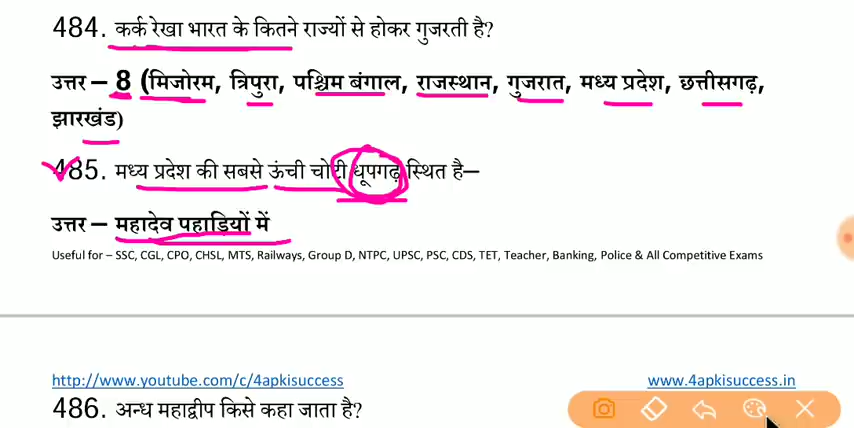 484. कर्क रेखा भारत के कितने राज्यों से होकर गुजरती है?
उत्तर – 8 (मिजोरम, त्रिपुरा, पश्चिम बंगाल, राजस्थान, गुजरात, मध्य प्रदेश, छत्तीसगढ़,
झारखंड)
485. मध्य प्रदेश की सबसे ऊंची चोटी धूपगढ़ स्थित है–
उत्तर – महादेव पहाड़ियों में
Useful for – SSC, CGL, CPO, CHSL, MTS, Railways, Group D, NTPC, UPSC, PSC, CDS, TET, Teacher, Banking, Police & All Competitive Exams
http://www.youtube.com/c/4apkisuccess www.4apkisuccess.in
486. अन्ध महाद्वीप किसे कहा जाता है?